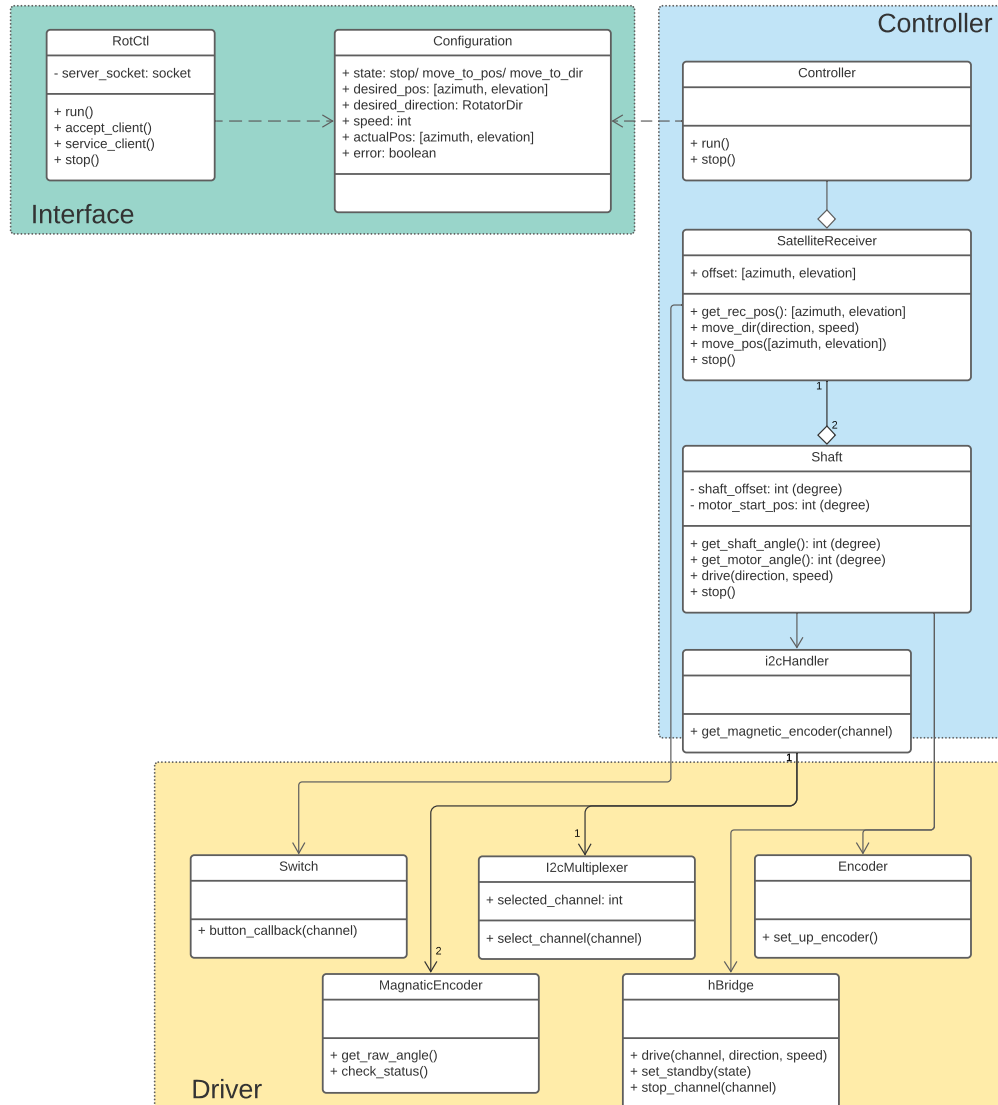 RotCtl
- server_socket: socket
+ run()
+ accept_client()
+ service_client()
+ stop()
Configuration
+ state: stop/ move_to_pos/ move_to_dir
+ desired_pos: [azimuth, elevation]
+ desired_direction: RotatorDir
+ speed: int
+ actualPos: [azimuth, elevation]
+ error: boolean
Interface
Controller
Controller
+ run()
+ stop()
SatelliteReceiver
+ offset: [azimuth, elevation]
+ get_rec_pos(): [azimuth, elevation]
+ move_dir(direction, speed)
+ move_pos([azimuth, elevation])
+ stop()
1
2
Shaft
- shaft_offset: int (degree)
- motor_start_pos: int (degree)
+ get_shaft_angle(): int (degree)
+ get_motor_angle(): int (degree)
+ drive(direction, speed)
+ stop()
i2cHandler
+ get_magnetic_encoder(channel)
1
1
2
Switch
+ button_callback(channel)
I2cMultiplexer
+ selected_channel: int
+ select_channel(channel)
Encoder
+ set_up_encoder()
MagnaticEncoder
+ get_raw_angle()
+ check_status()
hBridge
+ drive(channel, direction, speed)
+ set_standby(state)
+ stop_channel(channel)
Driver